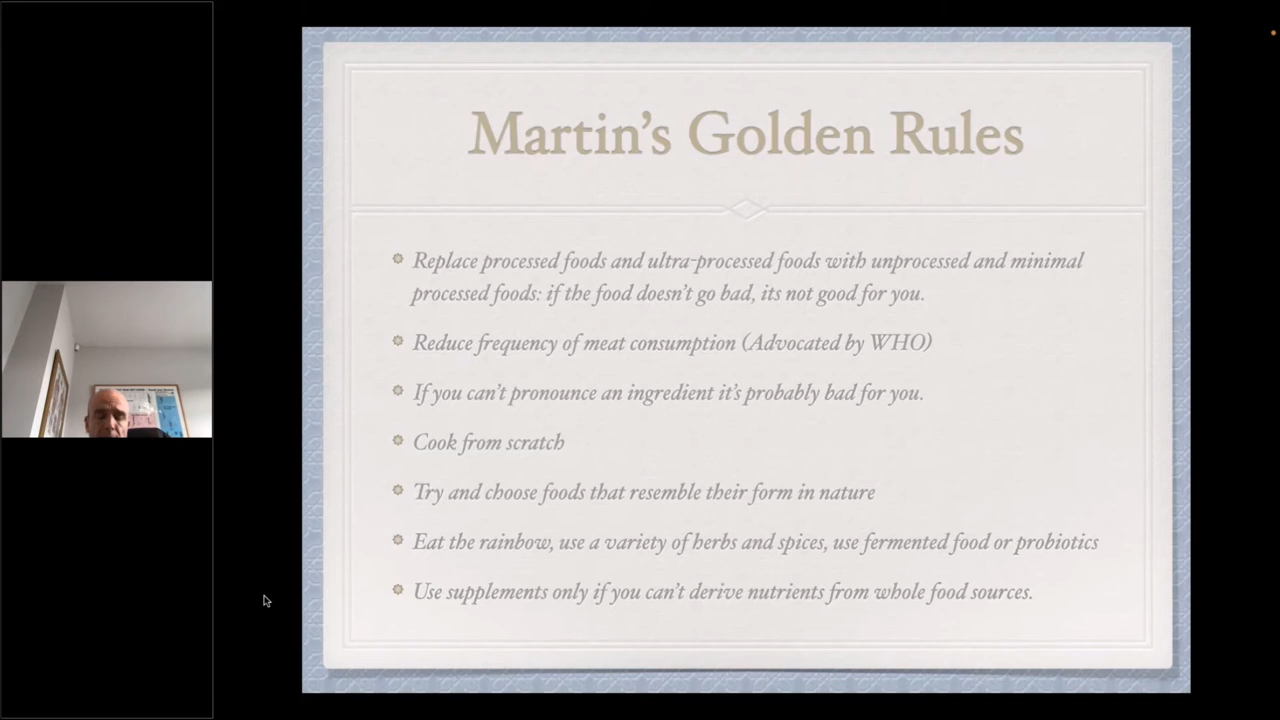 Martin's Golden Rules
Replace processed foods and ultra-processed foods with unprocessed and minimal
processed foods: if the food doesn't go bad, its not good for you.
Reduce frequency of meat consumption (Advocated by WHO)
If you can't pronounce an ingredient it's probably bad for you.
Cook from scratch
Try and choose foods that resemble their form in nature
Eat the rainbow, use a variety of herbs and spices, use fermented food or probiotics
Use supplements only if you can't derive nutrients from whole food sources.